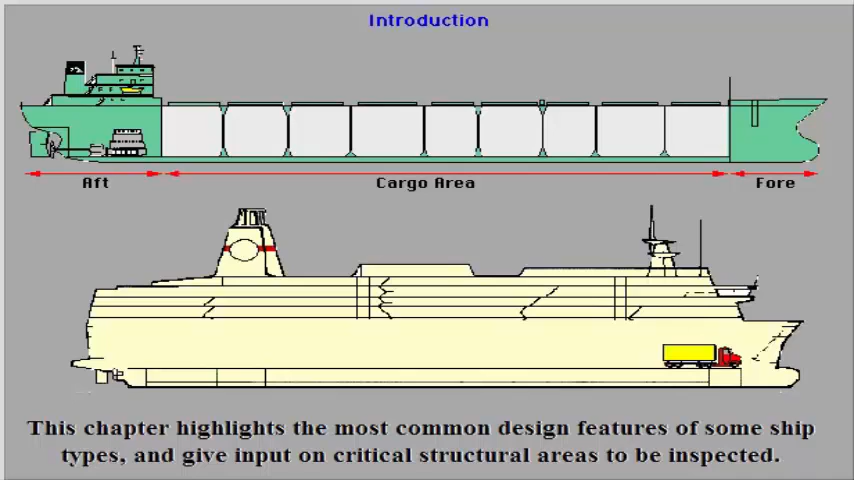 Introduction
Aft
Cargo Area
Fore
This chapter highlights the most common design features of some ship
types, and give input on critical structural areas to be inspected.